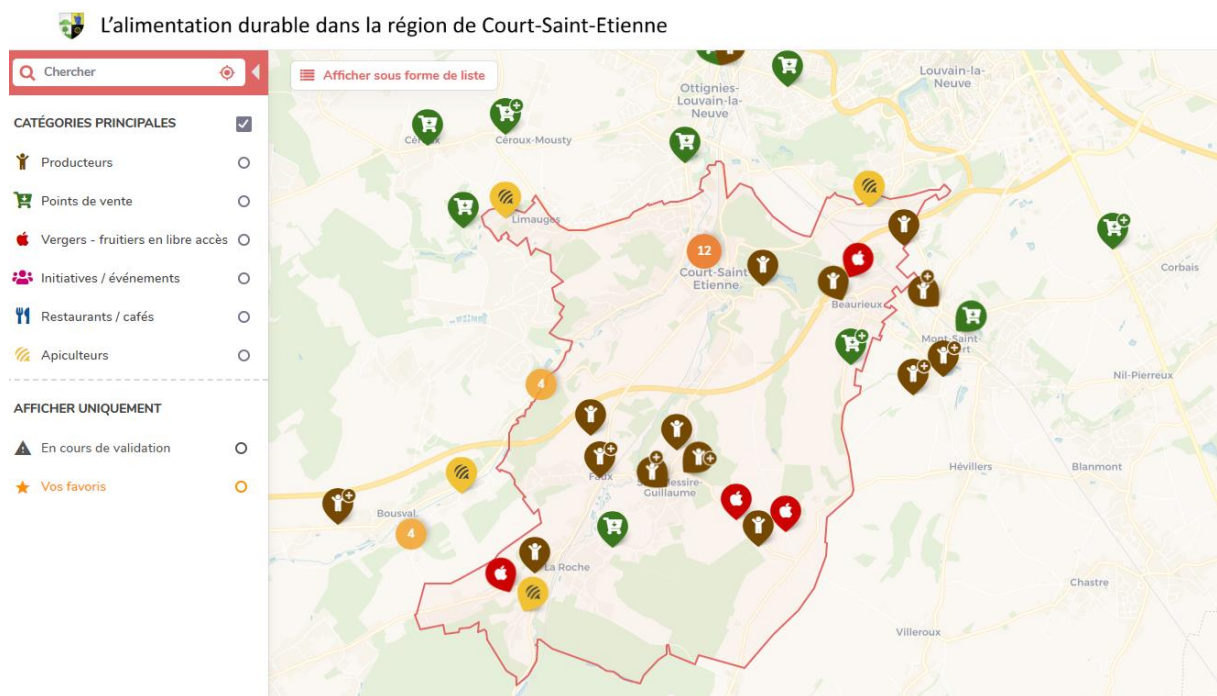 L'alimentation durable dans la région de Court-Saint-Etienne
Chercher
Afficher sous forme de liste
CATÉGORIES PRINCIPALES
Producteurs
Points de vente
Vergers - fruitiers en libre accès
Initiatives / événements
Restaurants / cafés
Apiculteurs
AFFICHER UNIQUEMENT
En cours de validation
Vos favoris
Ottignies-
Louvain-la-
Neuve
Louvain-la-
Neuve
Céroux-Mousty
Limauges
12
Court-Saint
Etienne
Corbais
Beaurieux
Mont-Saint-
Nil-Pierreux
4
Hévillers
Blanmont
Guillaume
Bousval
4
La Roche
Chastre
Villeroux